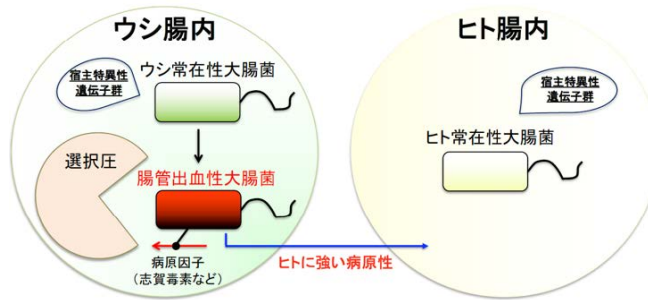 ウシ腸内
宿主特異性
遺伝子群
ウシ常在性大腸菌
選択圧
腸管出血性大腸菌
病原因子
（志賀毒素など）
ヒトに強い病原性
ヒト腸内
宿主特異性
遺伝子群
ヒト常在性大腸菌